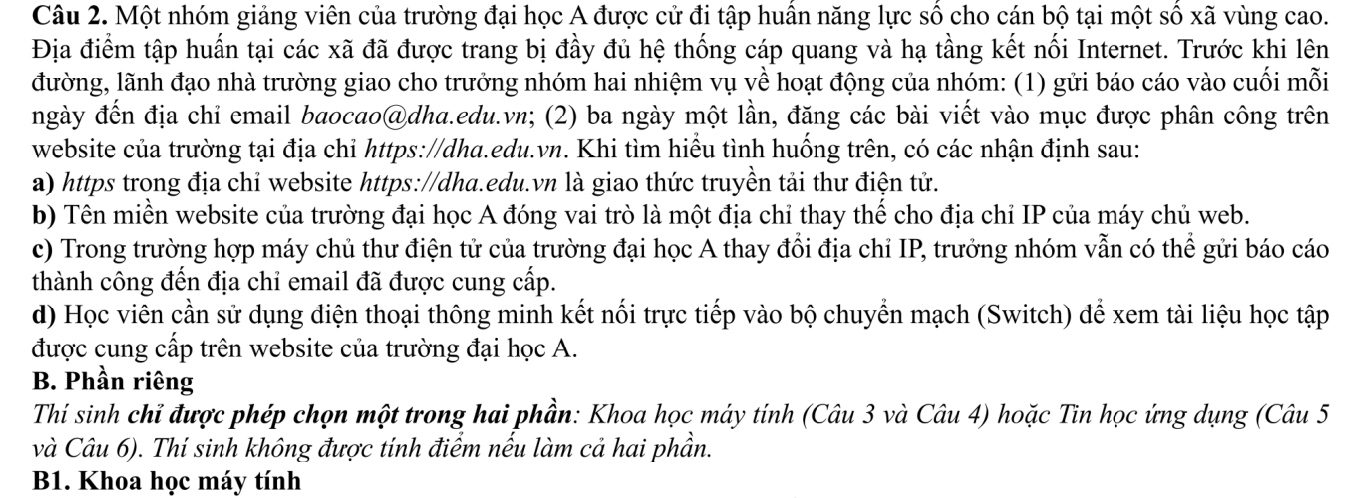 Câu 2. Một nhóm giảng viên của trường đại học A được cử đi tập huấn năng lực số cho cán bộ tại một số xã vùng cao.
Địa điểm tập huấn tại các xã đã được trang bị đầy đủ hệ thống cáp quang và hạ tầng kết nối Internet. Trước khi lên
đường, lãnh đạo nhà trường giao cho trưởng nhóm hai nhiệm vụ về hoạt động của nhóm: (1) gửi báo cáo vào cuối mỗi
ngày đến địa chỉ email baocao@dha.edu.vn; (2) ba ngày một lần, đăng các bài viết vào mục được phân công trên
website của trường tại địa chỉ https://dha.edu.vn. Khi tìm hiểu tình huống trên, có các nhận định sau:
a) https trong địa chỉ website https://dha.edu.vn là giao thức truyền tải thư điện tử.
b) Tên miền website của trường đại học A đóng vai trò là một địa chỉ thay thế cho địa chỉ IP của máy chủ web.
c) Trong trường hợp máy chủ thư điện tử của trường đại học A thay đổi địa chỉ IP, trưởng nhóm vẫn có thể gửi báo cáo
thành công đến địa chỉ email đã được cung cấp.
d) Học viên cần sử dụng điện thoại thông minh kết nối trực tiếp vào bộ chuyển mạch (Switch) để xem tài liệu học tập
được cung cấp trên website của trường đại học A.
B. Phần riêng
Thí sinh chỉ được phép chọn một trong hai phần: Khoa học máy tính (Câu 3 và Câu 4) hoặc Tin học ứng dụng (Câu 5
và Câu 6). Thí sinh không được tính điểm nếu làm cả hai phần.
B1. Khoa học máy tính